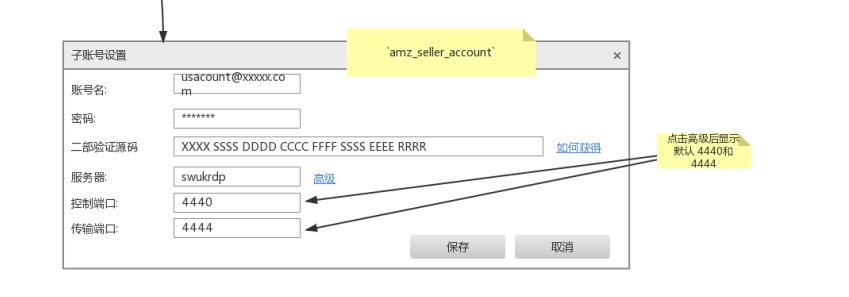 子账号设置
`amz_seller_account`
×
账号名:
usacount@xxxxx.co
m
密码:
*******
二部验证源码
XXXX SSSS DDDD CCCC FFFF SSSS EEEE RRRR
如何获得
点击高级后显示
默认 4440和
4444
服务器:
swukrdp
高级
控制端口:
4440
传输端口:
4444
保存
取消